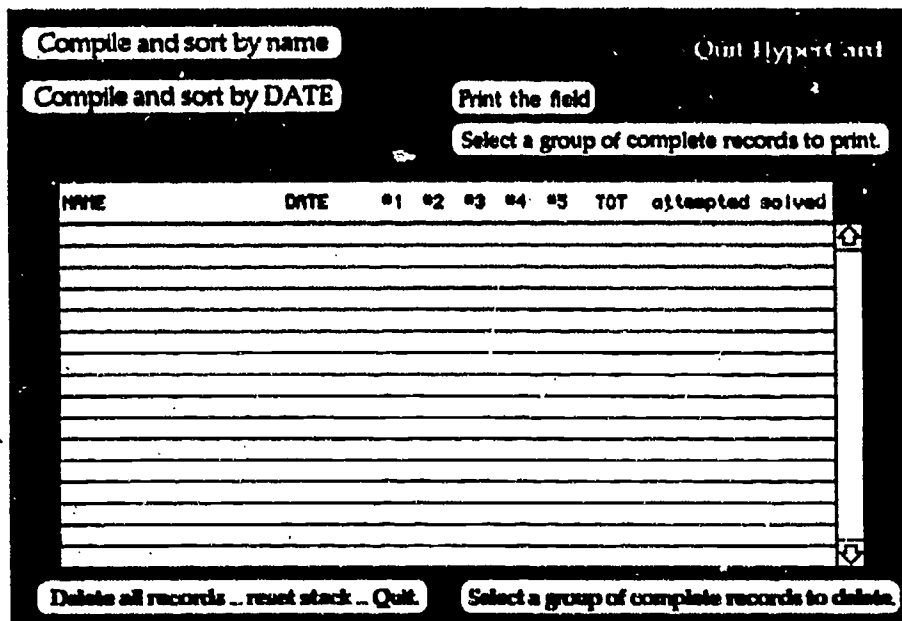 Compile and sort by name
Quit HyperCard
Compile and sort by DATE
Print the field
Select a group of complete records to print.
NAME DATE #1 #2 #3 #4 #5 TOT attempted solved
Delete all records ... reset stack ... Quit.
Select a group of complete records to delete.